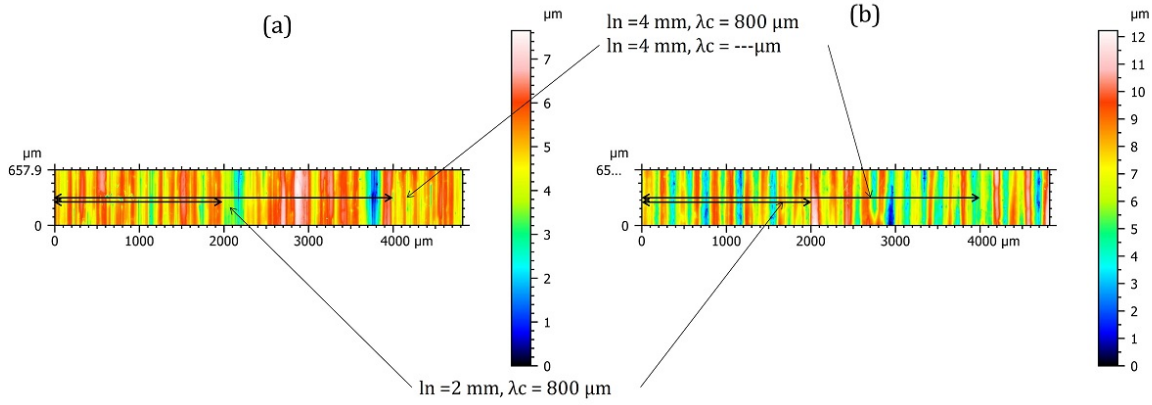 (a)
µm
7
6
5
4
3
2
1
0
µm
657.9
0
0 1000 2000 3000 4000 µm
ln =4 mm, λc = 800 µm
ln =4 mm, λc = ---µm
(b)
µm
12
11
10
9
8
7
6
5
4
3
2
1
0
µm
65...
0
0 1000 2000 3000 4000 µm
ln =2 mm, λc = 800 µm